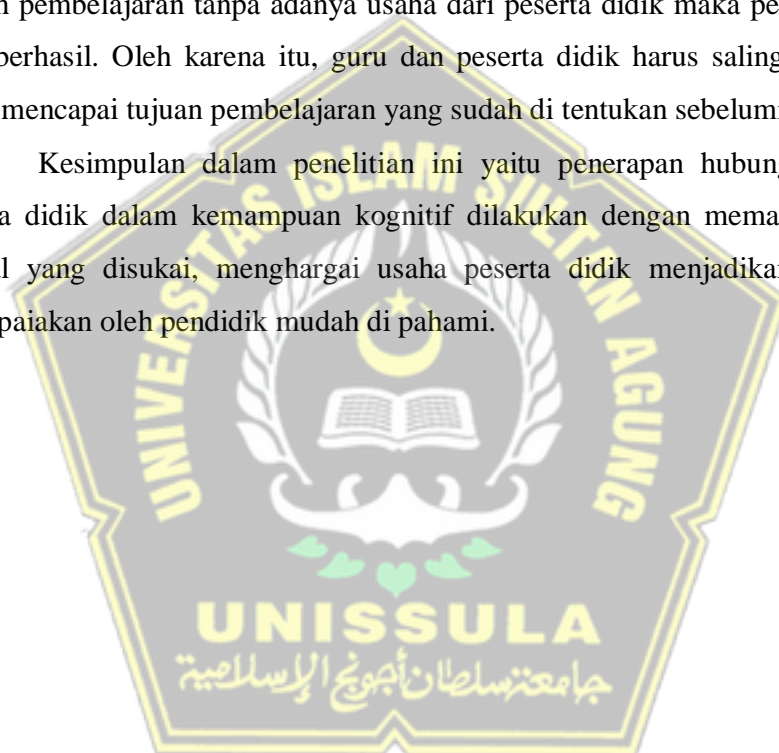 n pembelajaran tanpa adanya usaha dari peserta didik maka pe
berhasil. Oleh karena itu, guru dan peserta didik harus saling
mencapai tujuan pembelajaran yang sudah di tentukan sebelum
Kesimpulan dalam penelitian ini yaitu penerapan hubung
a didik dalam kemampuan kognitif dilakukan dengan mema
l yang disukai, menghargai usaha peserta didik menjadika
paiakan oleh pendidik mudah di pahami.
UNIVERSITAS ISLAM SULTAN AGUNG
UNISSULA
جامعتسلطان أجونج الإسلامية